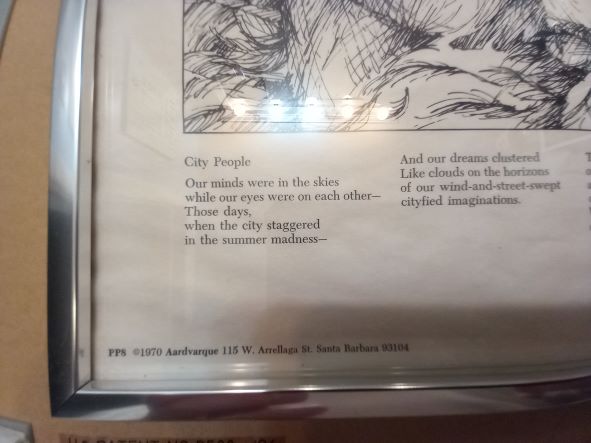 City People
Our minds were in the skies
while our eyes were on each other—
Those days,
when the city staggered
in the summer madness—
And our dreams clustered
Like clouds on the horizons
of our wind-and-street-swept
cityfied imaginations.
PP8 ©1970 Aardvarque 115 W. Arrellaga St. Santa Barbara 93104